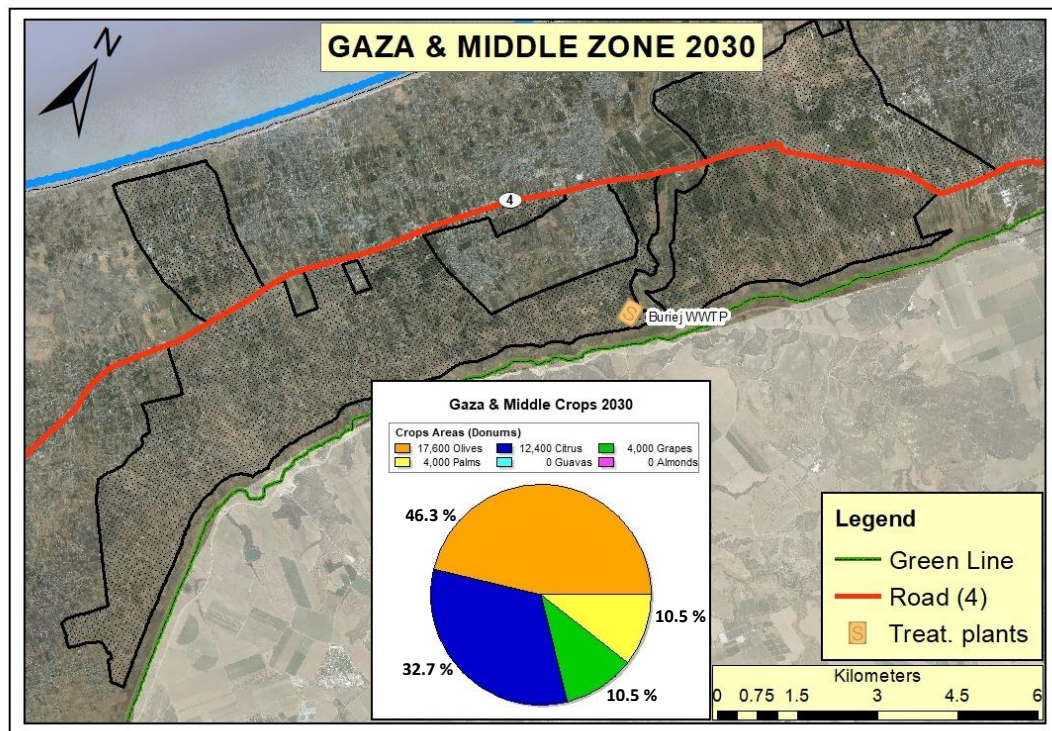 GAZA & MIDDLE ZONE 2030
N
4
Buriej WWTP
Gaza & Middle Crops 2030
Crops Areas (Donums)
17,600 Olives 12,400 Citrus 4,000 Grapes
4,000 Palms 0 Guavas 0 Almonds
46.3 %
10.5 %
32.7 %
10.5 %
Legend
Green Line
Road (4)
S Treat. plants
Kilometers
0 0.75 1.5 3 4.5 6
S